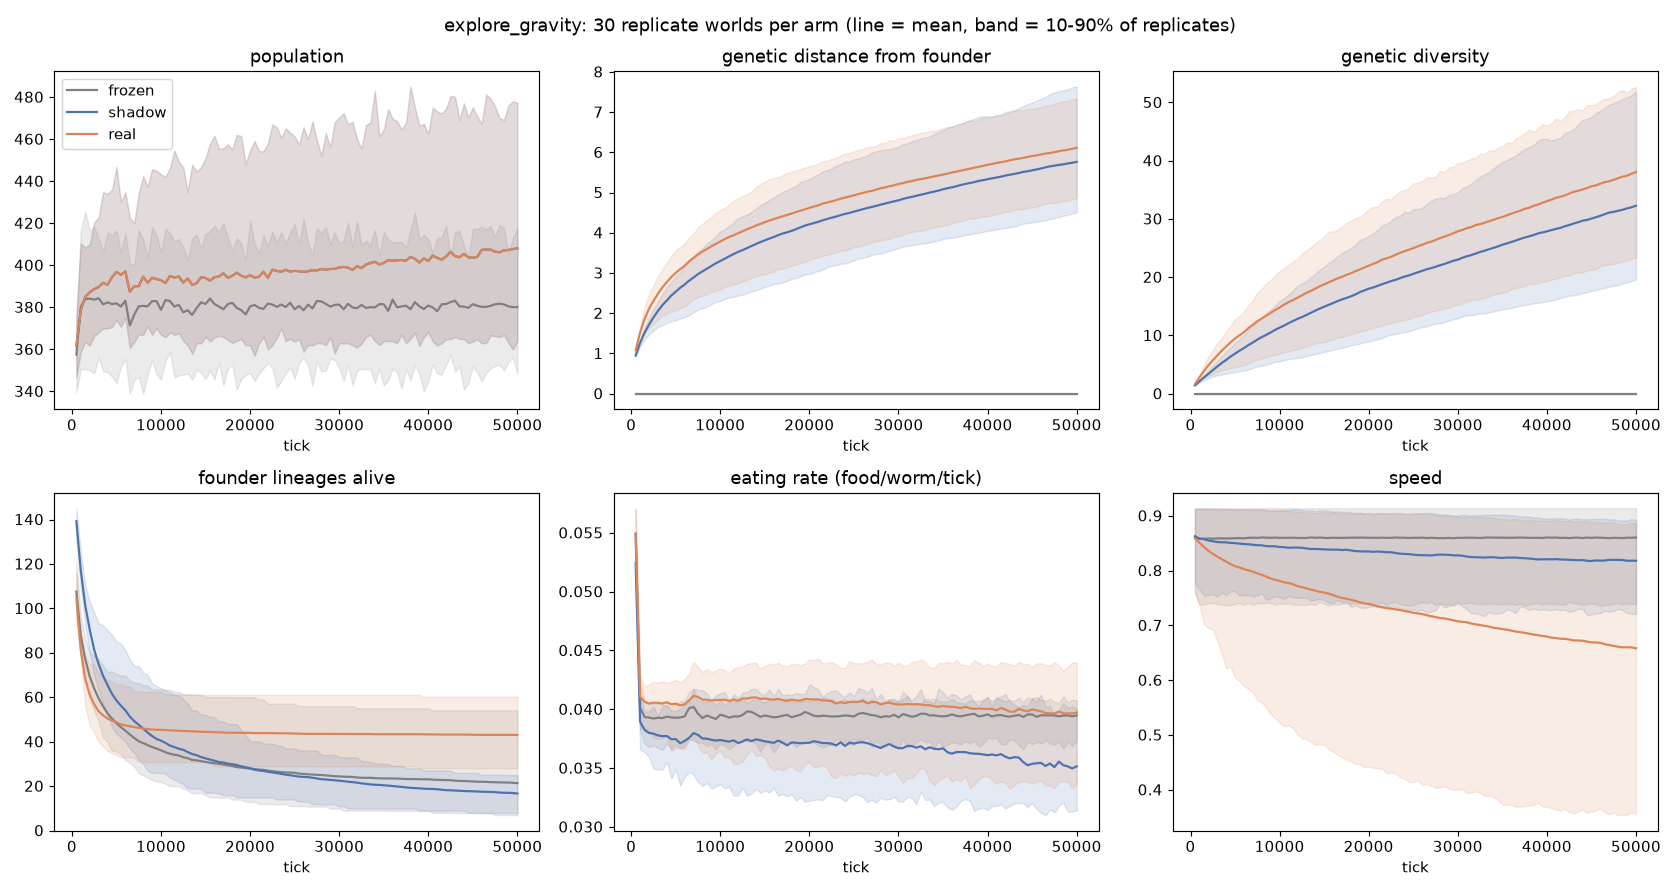 explore_gravity: 30 replicate worlds per arm (line = mean, band = 10-90% of replicates)
population
genetic distance from founder
genetic diversity
frozen
shadow
real
480
460
440
420
400
380
360
340
0 10000 20000 30000 40000 50000
tick
8
7
6
5
4
3
2
1
0
0 10000 20000 30000 40000 50000
tick
50
40
30
20
10
0
0 10000 20000 30000 40000 50000
tick
founder lineages alive
eating rate (food/worm/tick)
speed
140
120
100
80
60
40
20
0
0 10000 20000 30000 40000 50000
tick
0.055
0.050
0.045
0.040
0.035
0.030
0 10000 20000 30000 40000 50000
tick
0.9
0.8
0.7
0.6
0.5
0.4
0 10000 20000 30000 40000 50000
tick